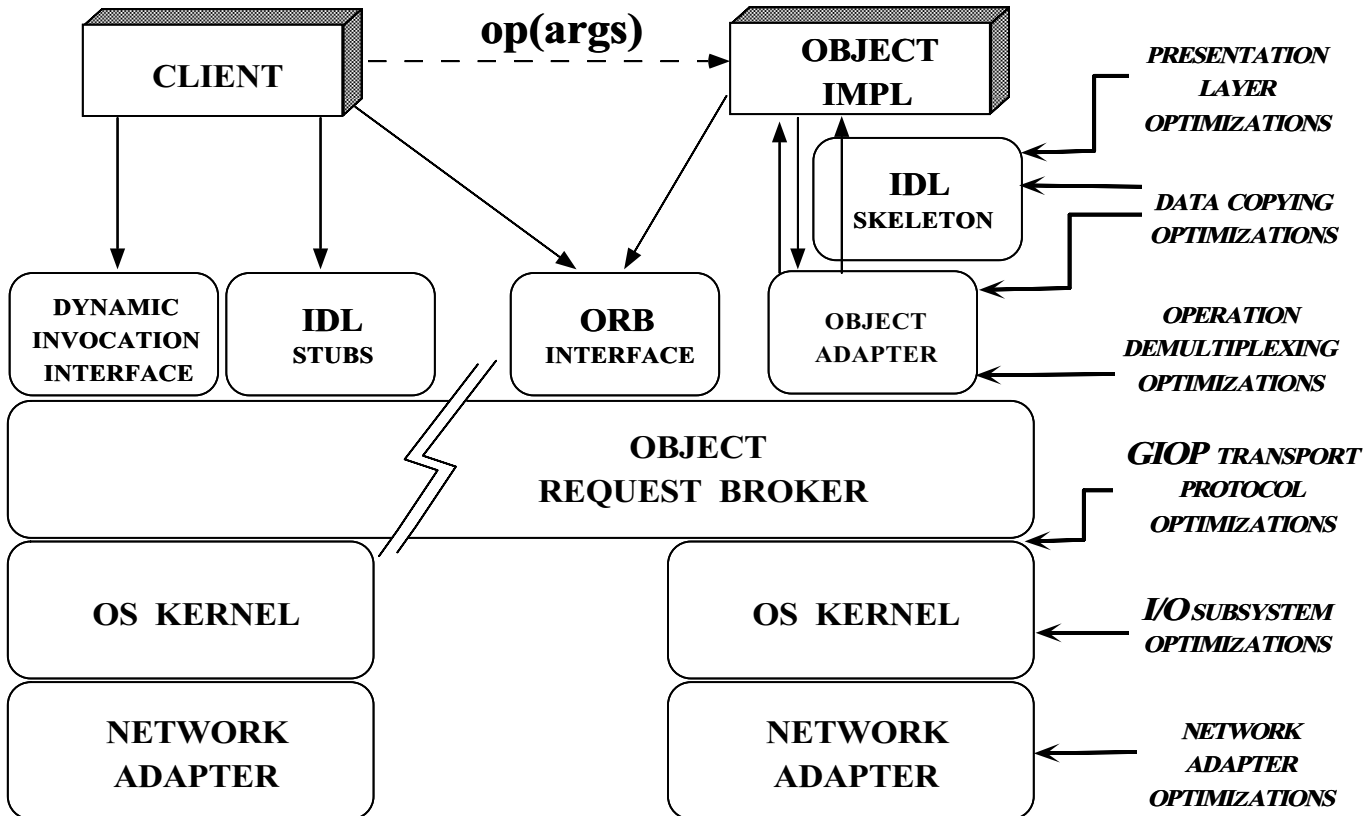 op(args)
CLIENT
OBJECT
IMPL
PRESENTATION
LAYER
OPTIMIZATIONS
IDL
SKELETON
DATA COPYING
OPTIMIZATIONS
DYNAMIC
INVOCATION
INTERFACE
IDL
STUBS
ORB
INTERFACE
OBJECT
ADAPTER
OPERATION
DEMULTIPLEXING
OPTIMIZATIONS
OBJECT
REQUEST BROKER
GIOP TRANSPORT
PROTOCOL
OPTIMIZATIONS
OS KERNEL
OS KERNEL
I/O SUBSYSTEM
OPTIMIZATIONS
NETWORK
ADAPTER
NETWORK
ADAPTER
NETWORK
ADAPTER
OPTIMIZATIONS